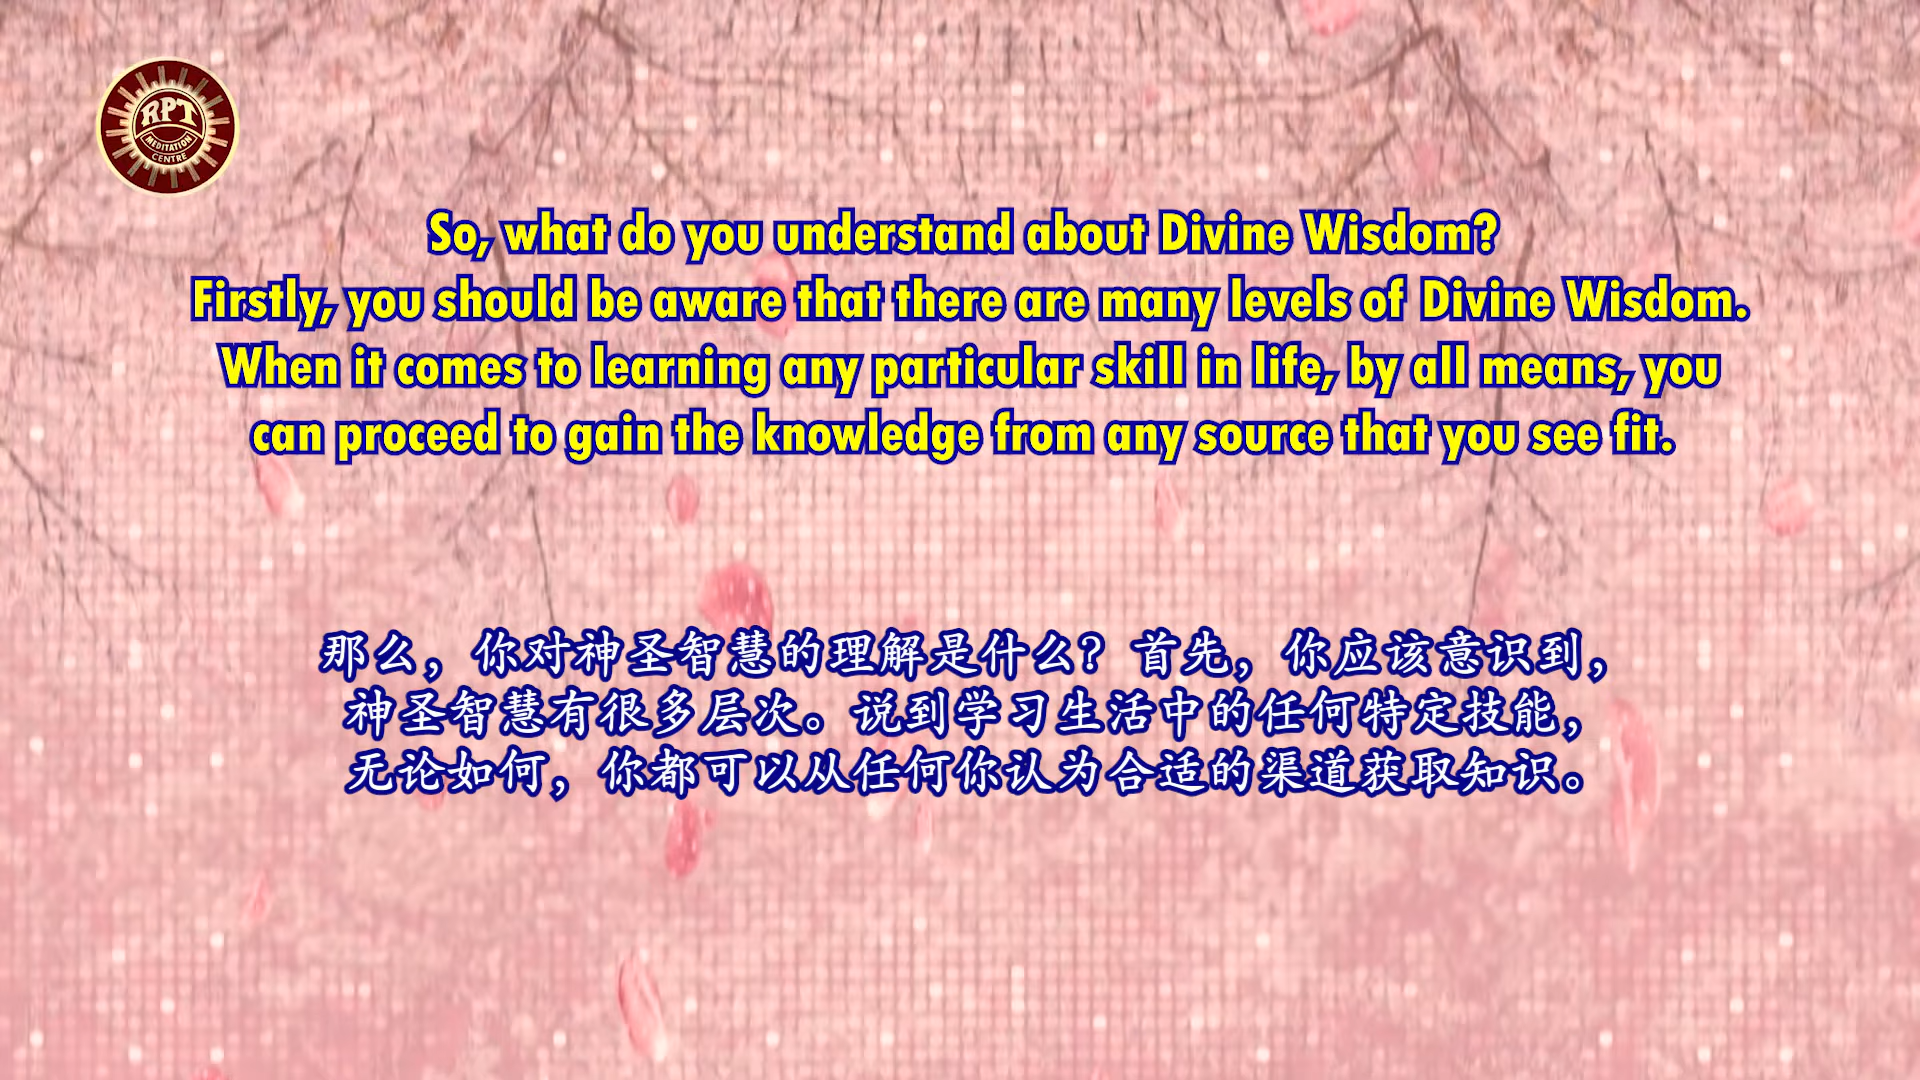 RPT
MEDITATION
CENTRE
So, what do you understand about Divine Wisdom?
Firstly, you should be aware that there are many levels of Divine Wisdom.
When it comes to learning any particular skill in life, by all means, you
can proceed to gain the knowledge from any source that you see fit.
那么，你对神圣智慧的理解是什么？首先，你应该意识到，
神圣智慧有很多层次。说到学习生活中的任何特定技能，
无论如何，你都可以从任何你认为合适的渠道获取知识。